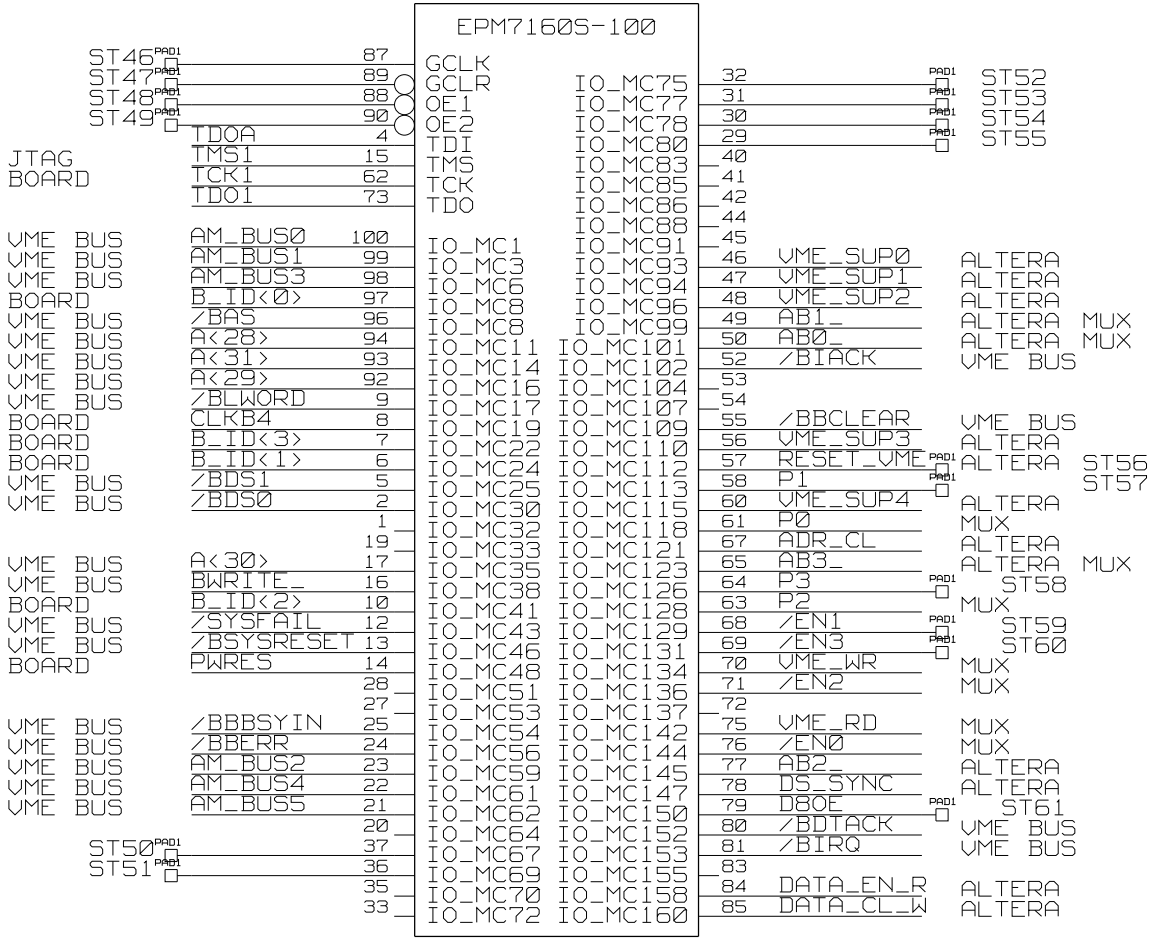 EPM7160S-100
ST46 PAD1 87 GCLK
ST47 PAD1 89 GCLR IO_MC75 32 PAD1 ST52
ST48 PAD1 88 OE1 IO_MC77 31 PAD1 ST53
ST49 PAD1 90 OE2 IO_MC78 30 PAD1 ST54
TDOA 4 TDI IO_MC80 29 PAD1 ST55
JTAG TMS1 15 TMS IO_MC83 40
BOARD TCK1 62 TCK IO_MC85 41
TDO1 73 TDO IO_MC86 42
IO_MC88 44
VME BUS AM_BUS0 100 IO_MC1 IO_MC91 45
VME BUS AM_BUS1 99 IO_MC3 IO_MC93 46 VME_SUP0 ALTERA
VME BUS AM_BUS3 98 IO_MC6 IO_MC94 47 VME_SUP1 ALTERA
BOARD B_ID<0> 97 IO_MC8 IO_MC96 48 VME_SUP2 ALTERA
VME BUS /BAS 96 IO_MC8 IO_MC99 49 AB1_ ALTERA MUX
VME BUS A<28> 94 IO_MC11 IO_MC101 50 AB0_ ALTERA MUX
VME BUS A<31> 93 IO_MC14 IO_MC102 52 /BIACK VME BUS
VME BUS A<29> 92 IO_MC16 IO_MC104 53
VME BUS /BLWORD 9 IO_MC17 IO_MC107 54
BOARD CLKB4 8 IO_MC19 IO_MC109 55 /BBCLEAR VME BUS
BOARD B_ID<3> 7 IO_MC22 IO_MC110 56 VME_SUP3 ALTERA
BOARD B_ID<1> 6 IO_MC24 IO_MC112 57 RESET_VME PAD1 ALTERA ST56
VME BUS /BDS1 5 IO_MC25 IO_MC113 58 P1 PAD1 ST57
VME BUS /BDS0 2 IO_MC30 IO_MC115 60 VME_SUP4 ALTERA
1 IO_MC32 IO_MC118 61 P0 MUX
19 IO_MC33 IO_MC121 67 ADR_CL ALTERA
VME BUS A<30> 17 IO_MC35 IO_MC123 65 AB3_ ALTERA MUX
VME BUS BWRITE_ 16 IO_MC38 IO_MC126 64 P3 PAD1 ST58
BOARD B_ID<2> 10 IO_MC41 IO_MC128 63 P2 MUX
VME BUS /SYSFAIL 12 IO_MC43 IO_MC129 68 /EN1 PAD1 ST59
VME BUS /BSYSRESET 13 IO_MC46 IO_MC131 69 /EN3 PAD1 ST60
BOARD PWRES 14 IO_MC48 IO_MC134 70 VME_WR MUX
28 IO_MC51 IO_MC136 71 /EN2 MUX
27 IO_MC53 IO_MC137 72
VME BUS /BBBSYIN 25 IO_MC54 IO_MC142 75 VME_RD MUX
VME BUS /BBERR 24 IO_MC56 IO_MC144 76 /EN0 MUX
VME BUS AM_BUS2 23 IO_MC59 IO_MC145 77 AB2_ ALTERA
VME BUS AM_BUS4 22 IO_MC61 IO_MC147 78 DS_SYNC ALTERA
VME BUS AM_BUS5 21 IO_MC62 IO_MC150 79 D8OE PAD1 ST61
20 IO_MC64 IO_MC152 80 /BDTACK VME BUS
ST50 PAD1 37 IO_MC67 IO_MC153 81 /BIRQ VME BUS
ST51 PAD1 36 IO_MC69 IO_MC155 83
35 IO_MC70 IO_MC158 84 DATA_EN_R ALTERA
33 IO_MC72 IO_MC160 85 DATA_CL_W ALTERA